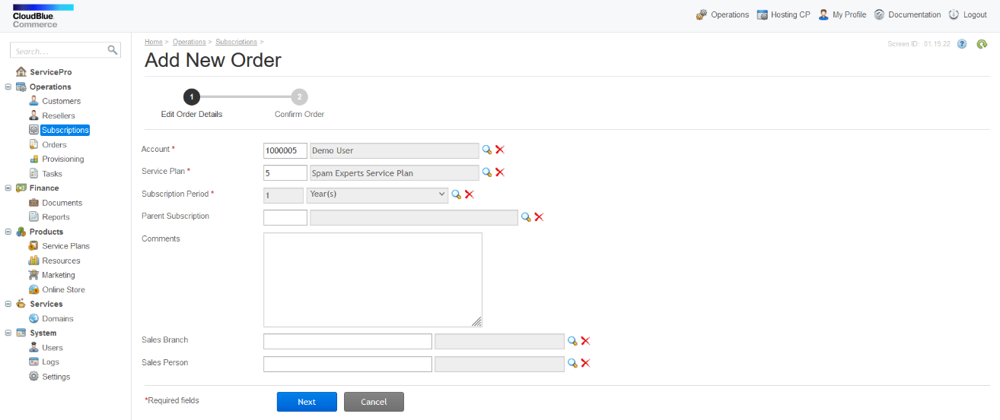 CloudBlue
Commerce
Operations Hosting CP My Profile Documentation Logout
Search...
ServicePro
Operations
Customers
Resellers
Subscriptions
Orders
Provisioning
Tasks
Finance
Documents
Reports
Products
Service Plans
Resources
Marketing
Online Store
Services
Domains
System
Users
Logs
Settings
Home > Operations > Subscriptions >
Screen ID: 01.19.22 ?
Add New Order
1 2
Edit Order Details Confirm Order
Account * 1000005 Demo User
Service Plan * 5 Spam Experts Service Plan
Subscription Period * 1 Year(s)
Parent Subscription
Comments
Sales Branch
Sales Person
*Required fields Next Cancel